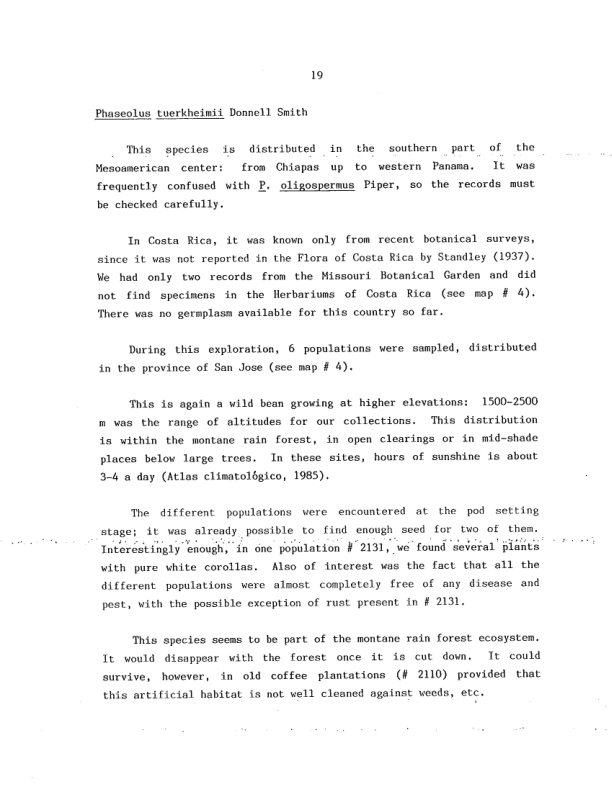 19
Phaseolus tuerkheimii Donnell Smith
This species is distributed in the southern part of the
Mesoamerican center: from Chiapas up to western Panama. It was
frequently confused with P. oligospermus Piper, so the records must
be checked carefully.
In Costa Rica, it was known only from recent botanical surveys,
since it was not reported in the Flora of Costa Rica by Standley (1937).
We had only two records from the Missouri Botanical Garden and did
not find specimens in the Herbariums of Costa Rica (see map # 4).
There was no germplasm available for this country so far.
During this exploration, 6 populations were sampled, distributed
in the province of San Jose (see map # 4).
This is again a wild bean growing at higher elevations: 1500-2500
m was the range of altitudes for our collections. This distribution
is within the montane rain forest, in open clearings or in mid-shade
places below large trees. In these sites, hours of sunshine is about
3-4 a day (Atlas climatológico, 1985).
The different populations were encountered at the pod setting
stage; it was already possible to find enough seed for two of them.
Interestingly enough, in one population # 2131, we found several plants
with pure white corollas. Also of interest was the fact that all the
different populations were almost completely free of any disease and
pest, with the possible exception of rust present in # 2131.
This species seems to be part of the montane rain forest ecosystem.
It would disappear with the forest once it is cut down. It could
survive, however, in old coffee plantations (# 2110) provided that
this artificial habitat is not well cleaned against weeds, etc.